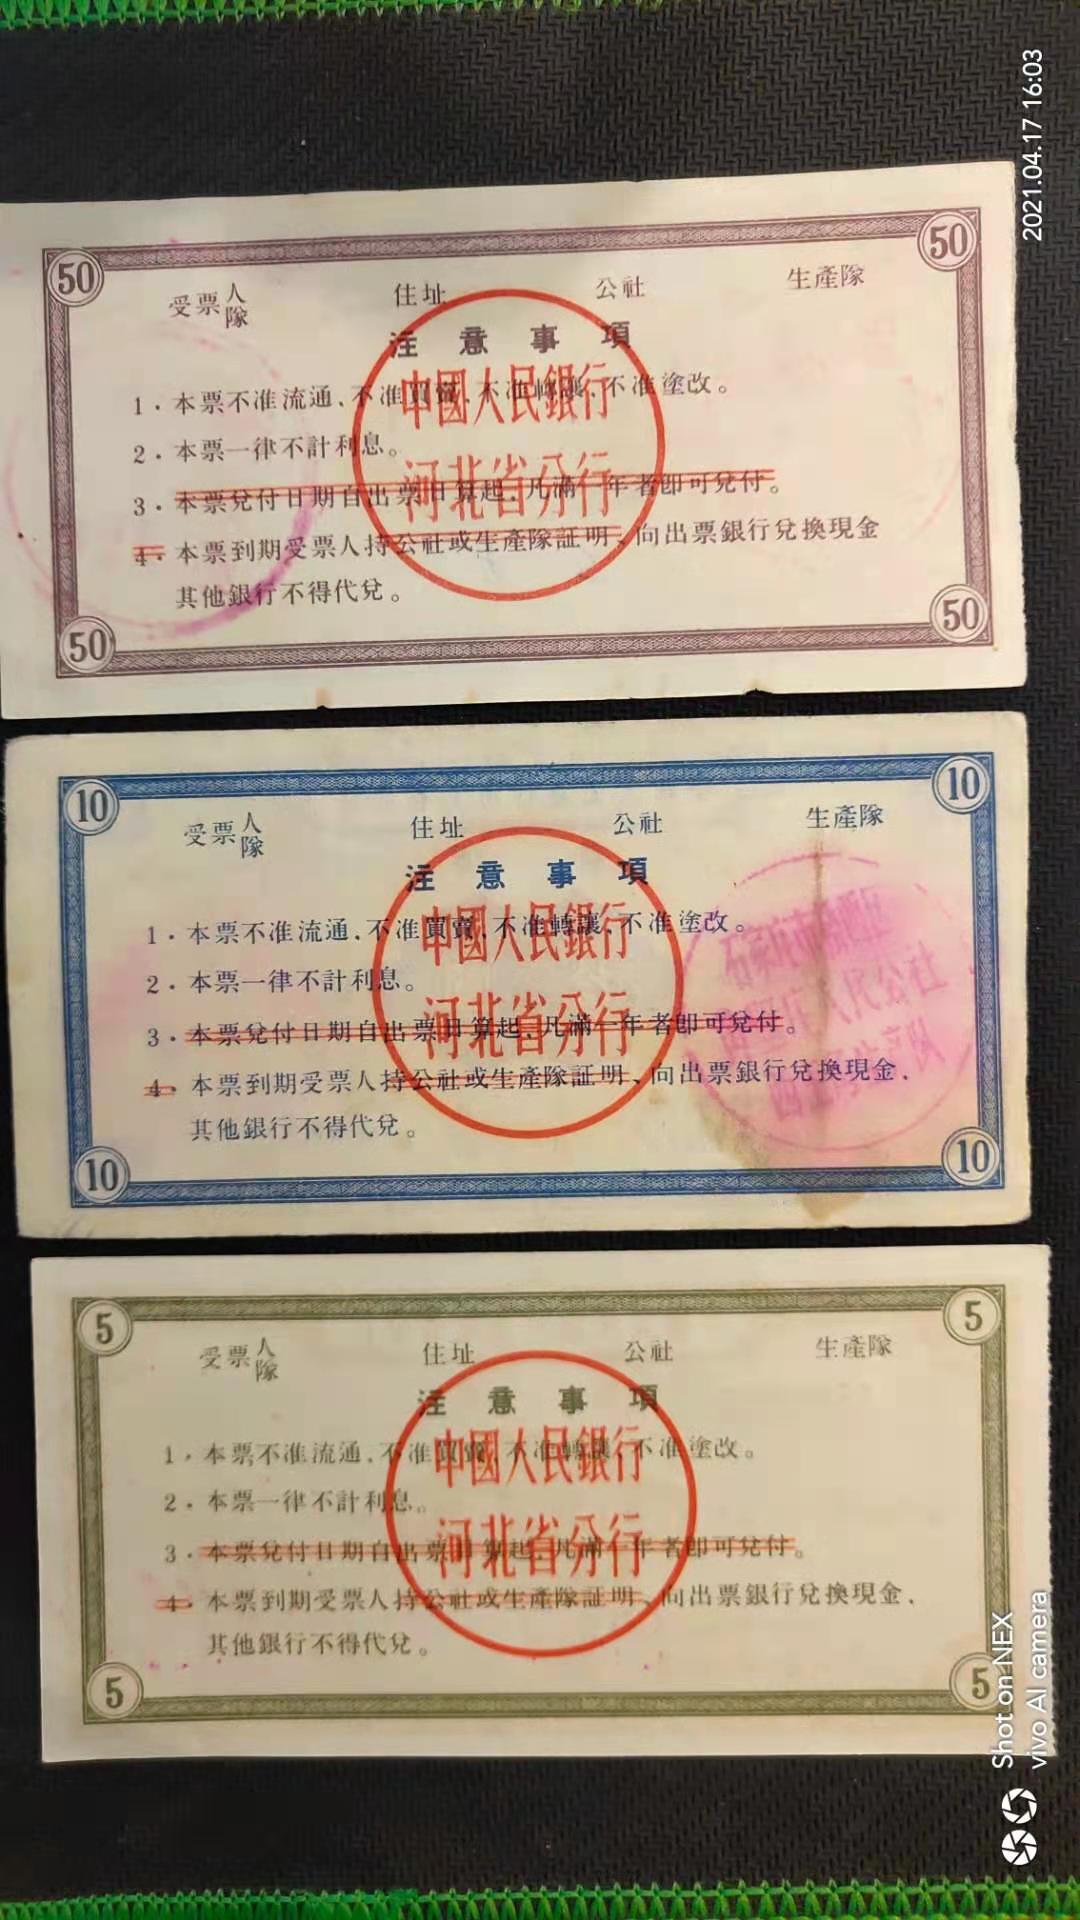 2021.04.17 16:03
50 50
受票人隊 住址 公社 生產隊
注意事項
1.本票不准流通、不准買賣、不准轉讓、不准塗改。
2.本票一律不計利息。
3.本票兌付日期自出票日算起、凡滿一年者即可兌付。
4.本票到期受票人持公社或生產隊証明、向出票銀行兌換現金
其他銀行不得代兌。
中國人民銀行
河北省分行
50 50
10 10
受票人隊 住址 公社 生產隊
注意事項
1.本票不准流通、不准買賣、不准轉讓、不准塗改。
2.本票一律不計利息。
3.本票兌付日期自出票日算起、凡滿一年者即可兌付。
4.本票到期受票人持公社或生產隊証明、向出票銀行兌換現金、
其他銀行不得代兌。
中國人民銀行
河北省分行
10 10
5 5
受票人隊 住址 公社 生產隊
注意事項
1,本票不准流通、不准買賣、不准轉讓、不准塗改。
2.本票一律不計利息。
3.本票兌付日期自出票日算起、凡滿一年者即可兌付。
4.本票到期受票人持公社或生產隊証明、向出票銀行兌換現金、
其他銀行不得代兌。
中國人民銀行
河北省分行
5 5
Shot on NEX
vivo AI camera